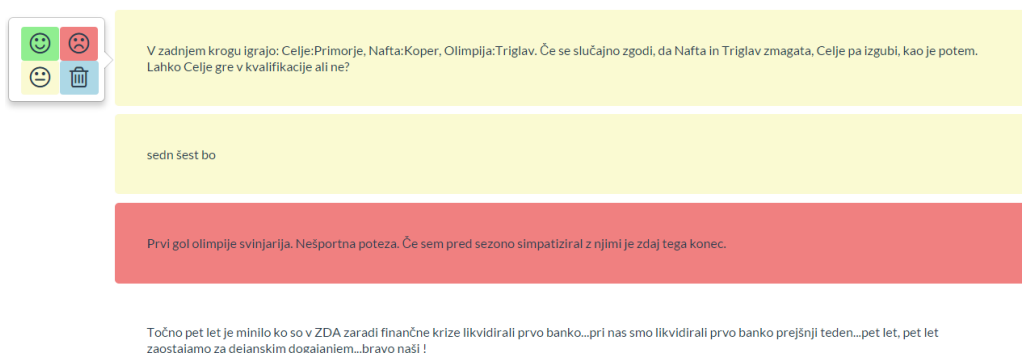 V zadnjem krogu igrajo: Celje:Primorje, Nafta:Koper, Olimpija:Triglav. Če se slučajno zgodi, da Nafta in Triglav zmagata, Celje pa izgubi, kao je potem.
Lahko Celje gre v kvalifikacije ali ne?
sedn šest bo
Prvi gol olimpije svinjarija. Nešportna poteza. Če sem pred sezono simpatiziral z njimi je zdaj tega konec.
Točno pet let je minilo ko so v ZDA zaradi finančne krize likvidirali prvo banko...pri nas smo likvidirali prvo banko prejšnji teden...pet let, pet let
zaostajamo za dejanskim dogajanjem...bravo naši !